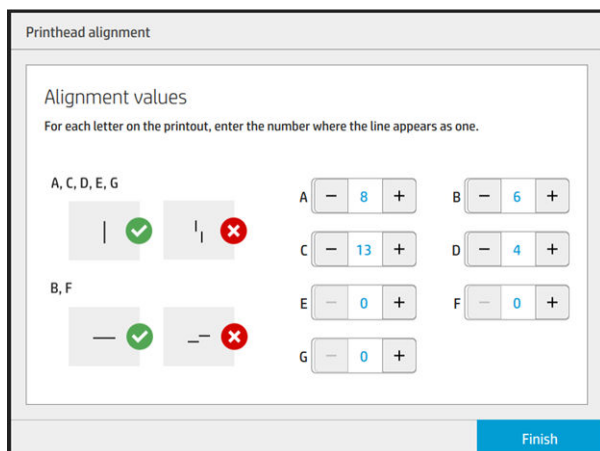 Printhead alignment
Alignment values
For each letter on the printout, enter the number where the line appears as one.
A, C, D, E, G
A − 8 +
B − 6 +
C − 13 +
D − 4 +
B, F
E − 0 +
F − 0 +
G − 0 +
Finish